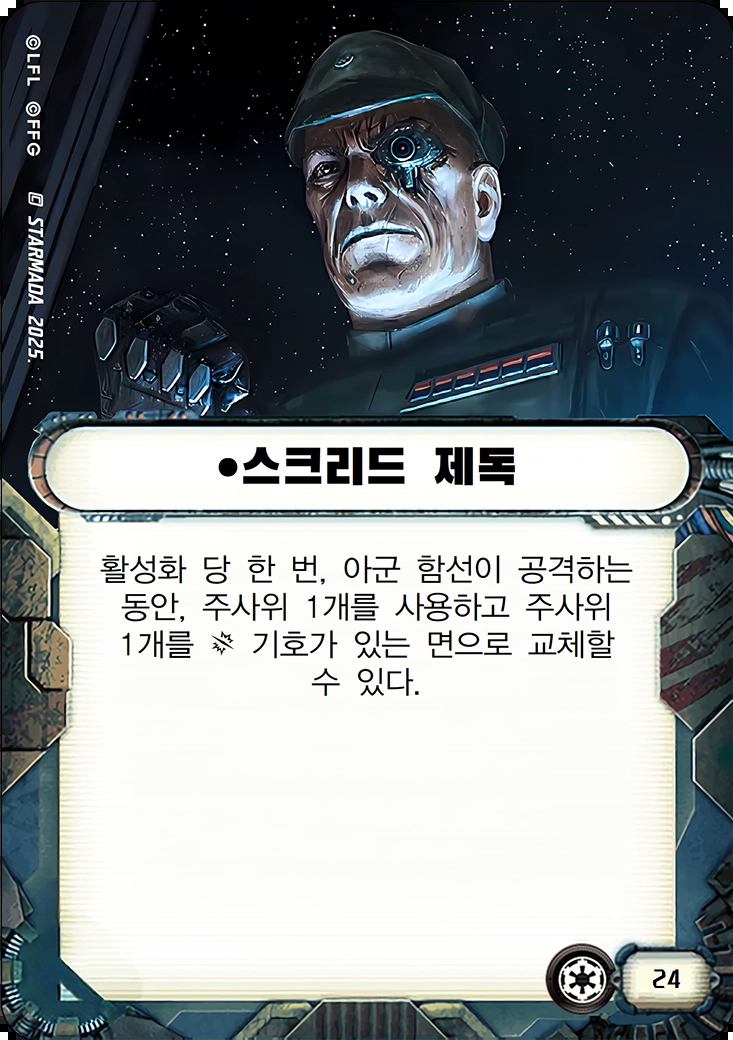 ©LFL ©FFG
STARMADA 2025.
•스크리드 제독
활성화 당 한 번, 아군 함선이 공격하는
동안, 주사위 1개를 사용하고 주사위
1개를 기호가 있는 면으로 교체할
수 있다.
24